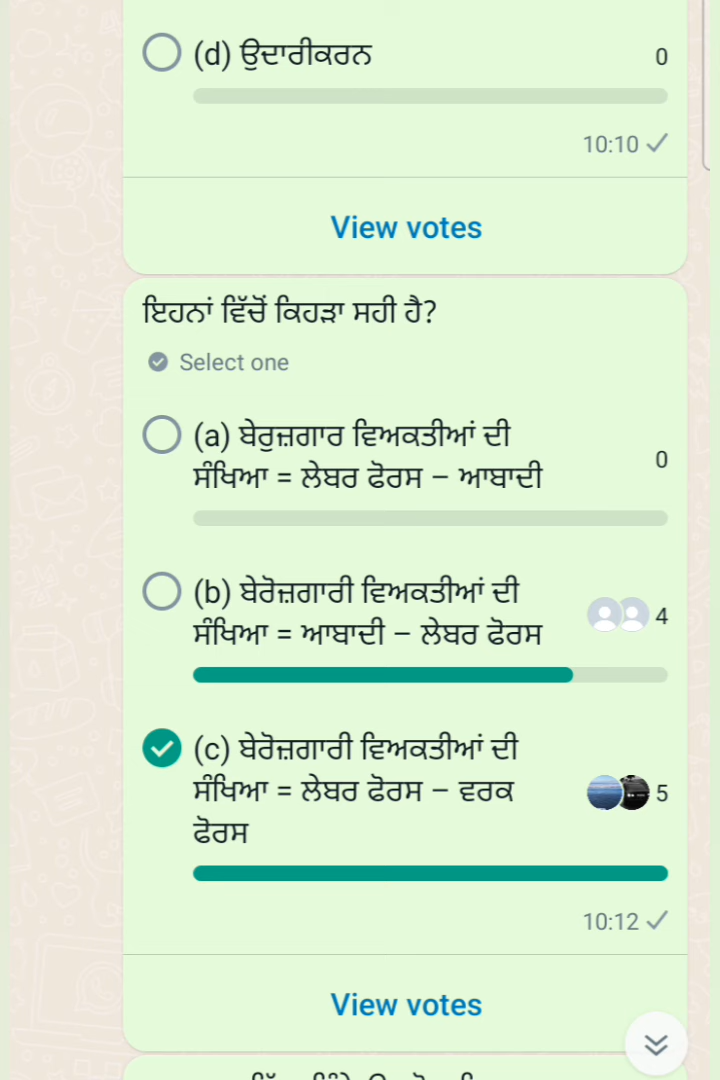 (d) ਉਦਾਰੀਕਰਨ
0
10:10
View votes
ਇਹਨਾਂ ਵਿੱਚੋਂ ਕਿਹੜਾ ਸਹੀ ਹੈ?
Select one
(a) ਬੇਰੁਜ਼ਗਾਰ ਵਿਅਕਤੀਆਂ ਦੀ
ਸੰਖਿਆ = ਲੇਬਰ ਫੋਰਸ – ਆਬਾਦੀ
0
(b) ਬੇਰੋਜ਼ਗਾਰੀ ਵਿਅਕਤੀਆਂ ਦੀ
ਸੰਖਿਆ = ਆਬਾਦੀ – ਲੇਬਰ ਫੋਰਸ
4
(c) ਬੇਰੋਜ਼ਗਾਰੀ ਵਿਅਕਤੀਆਂ ਦੀ
ਸੰਖਿਆ = ਲੇਬਰ ਫੋਰਸ – ਵਰਕ
ਫੋਰਸ
5
10:12
View votes